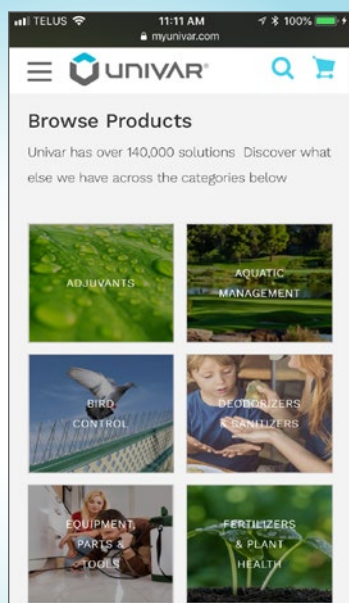 TELUS 11:11 AM 100%
myunivar.com
UNIVAR
Browse Products
Univar has over 140,000 solutions Discover what
else we have across the categories below
ADJUVANTS
AQUATIC
MANAGEMENT
BIRD
CONTROL
DEODORIZERS
& SANITIZERS
EQUIPMENT,
PARTS &
TOOLS
FERTILIZERS
& PLANT
HEALTH